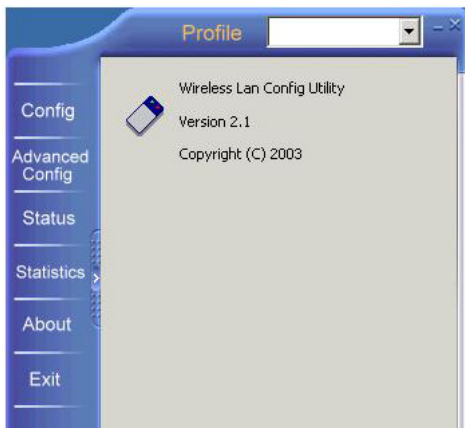 Profile
Config
Advanced
Config
Status
Statistics
About
Exit
Wireless Lan Config Utility
Version 2.1
Copyright (C) 2003